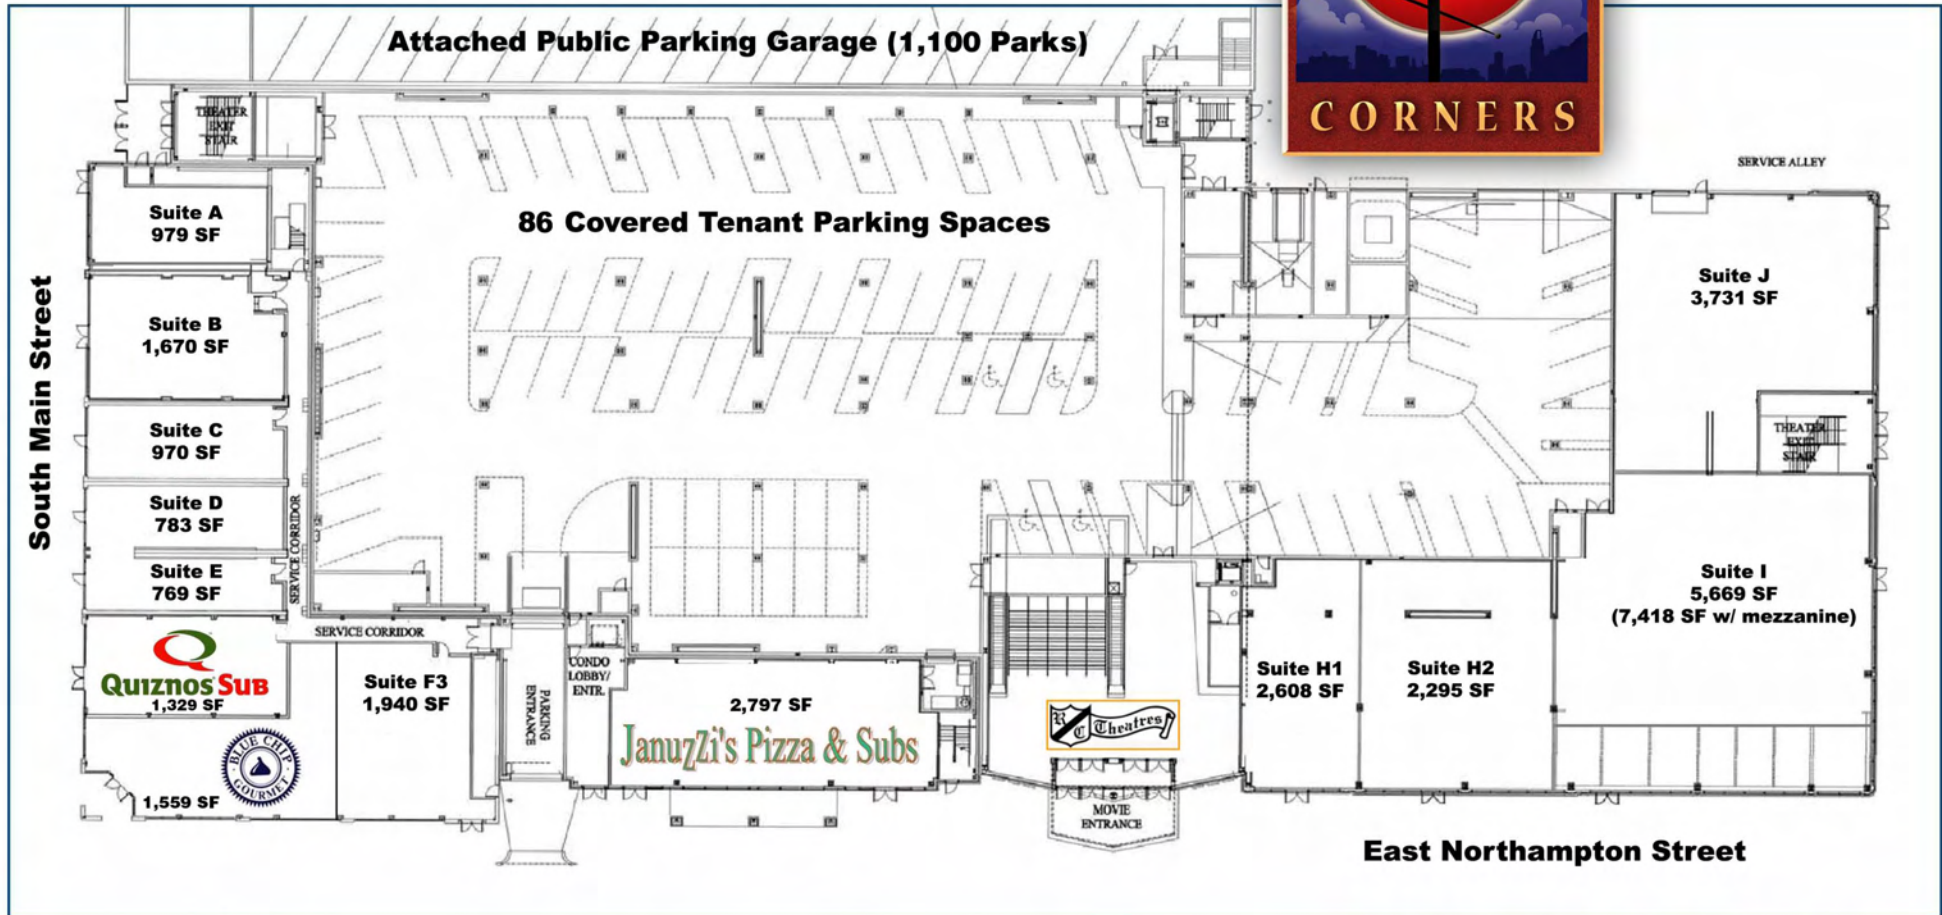 Attached Public Parking Garage (1,100 Parks)
CORNERS
THEATER
EXIT
STAIR
SERVICE ALLEY
Suite A
979 SF
86 Covered Tenant Parking Spaces
Suite J
3,731 SF
South Main Street
Suite B
1,670 SF
Suite C
970 SF
THEATER
EXIT
STAIR
Suite D
783 SF
SERVICE CORRIDOR
Suite E
769 SF
Suite I
5,669 SF
(7,418 SF w/ mezzanine)
SERVICE CORRIDOR
QUIZNOS SUB
1,329 SF
Suite F3
1,940 SF
CONDO
LOBBY/
ENTR.
PARKING
ENTRANCE
2,797 SF
JanuzZi's Pizza & Subs
R C Theatres
Suite H1
2,608 SF
Suite H2
2,295 SF
BLUE CHIP
GOURMET
1,559 SF
MOVIE
ENTRANCE
East Northampton Street